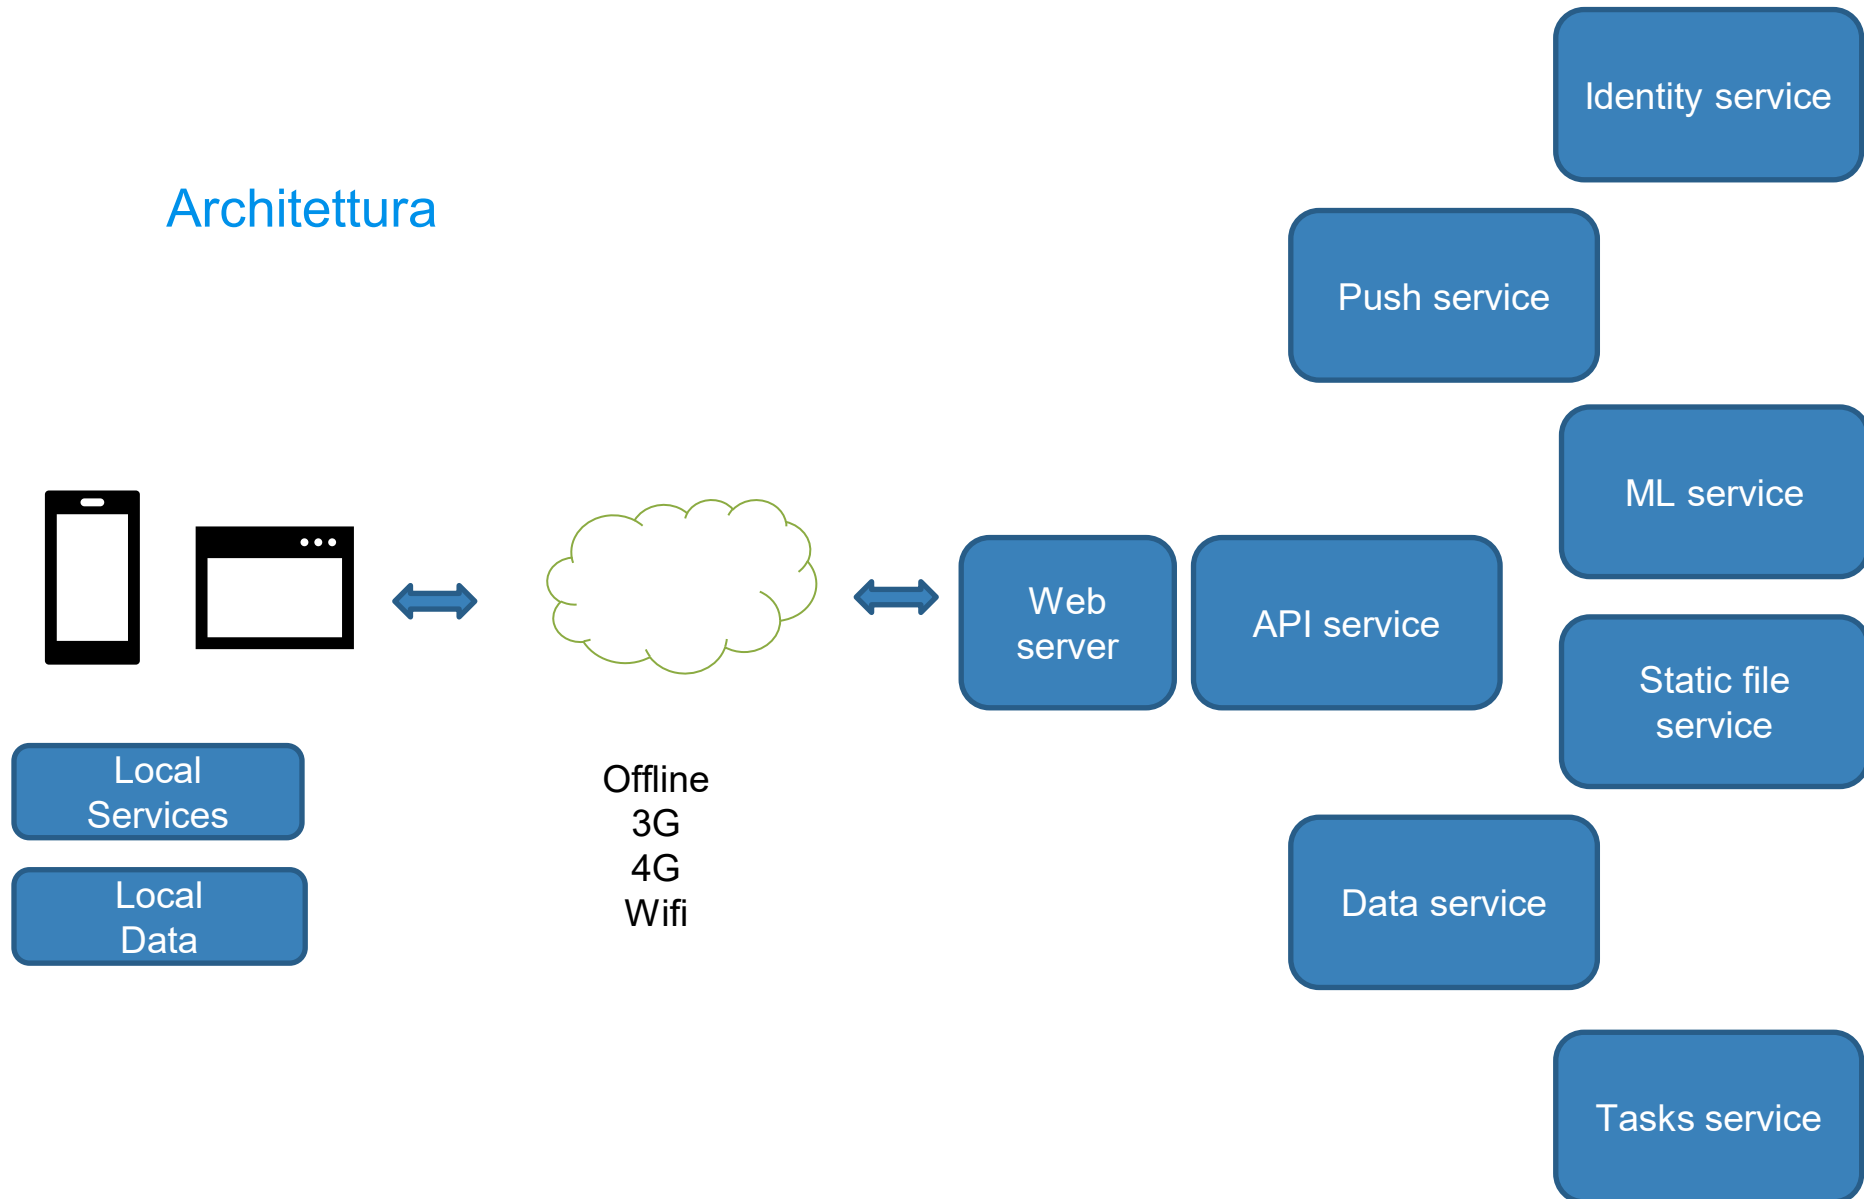 Identity service
Architettura
Push service
ML service
Web
server
API service
Static file
service
Local
Services
Offline
3G
4G
Wifi
Local
Data
Data service
Tasks service